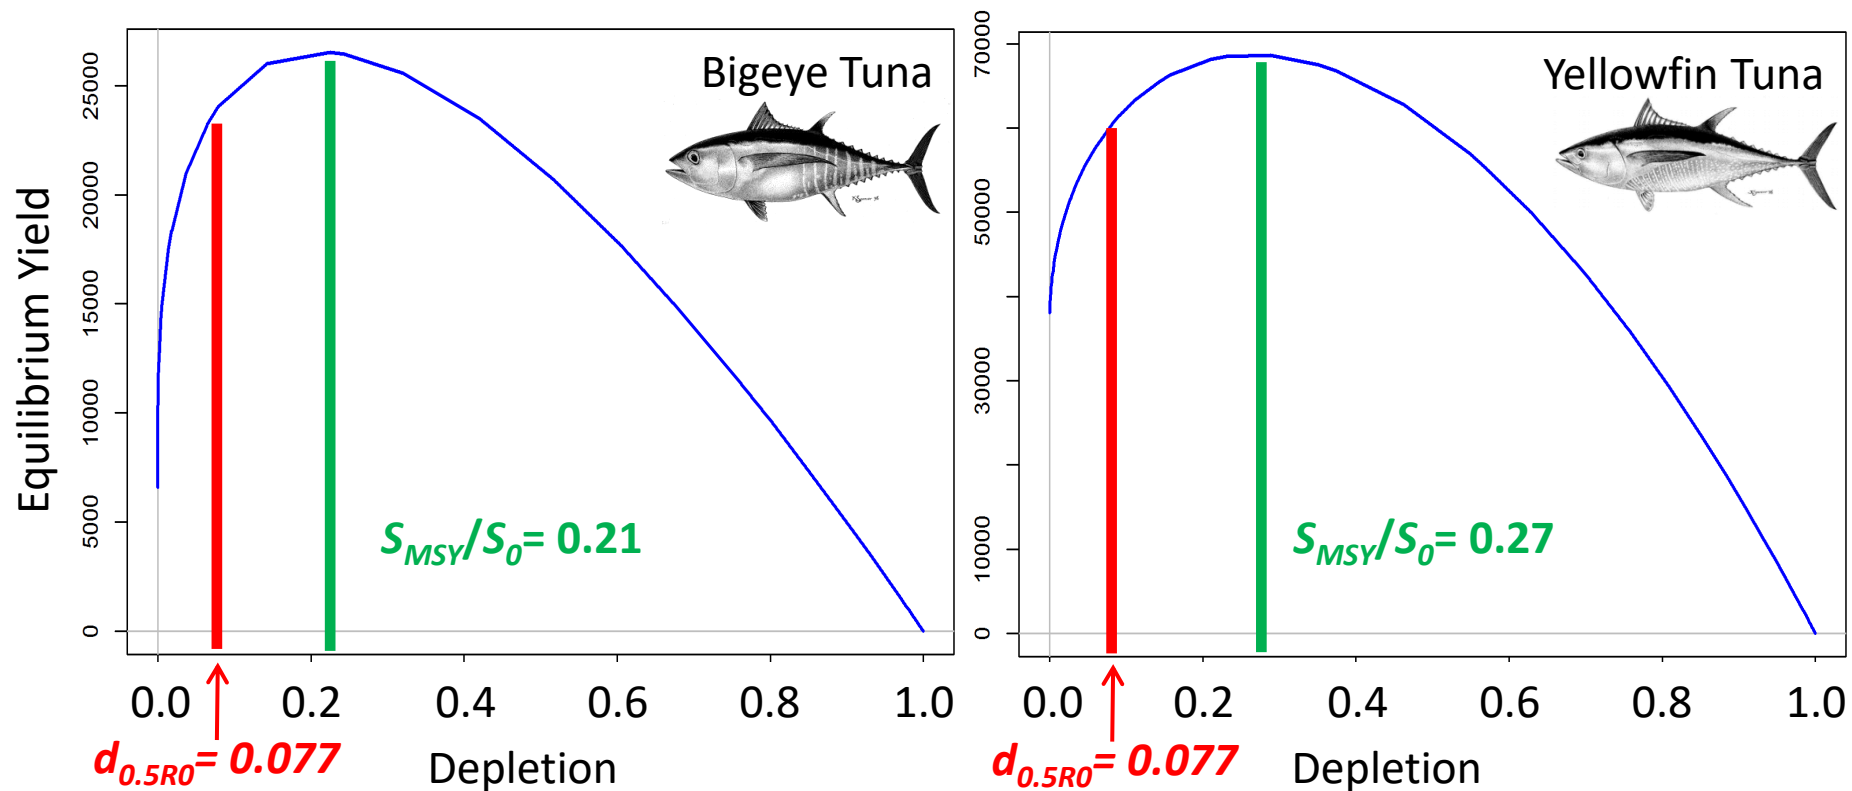 Bigeye Tuna
Equilibrium Yield
25000
20000
15000
10000
5000
0
S_MSY/S_0= 0.21
0.0 0.2 0.4 0.6 0.8 1.0
d_0.5R0= 0.077
Depletion
Yellowfin Tuna
70000
50000
30000
10000
0
S_MSY/S_0= 0.27
0.0 0.2 0.4 0.6 0.8 1.0
d_0.5R0= 0.077
Depletion